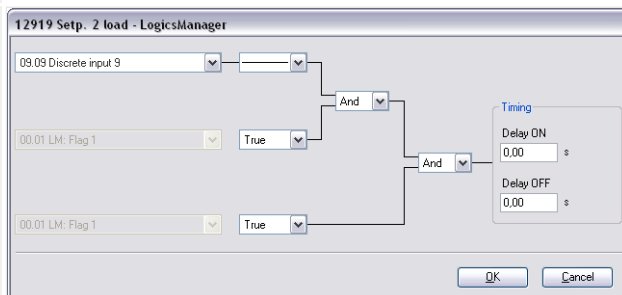 12919 Setp. 2 load - LogicsManager
09.09 Discrete input 9
And
Timing
Delay ON
00.01 LM: Flag 1 True
0,00 s
And
Delay OFF
0,00 s
00.01 LM: Flag 1 True
OK Cancel